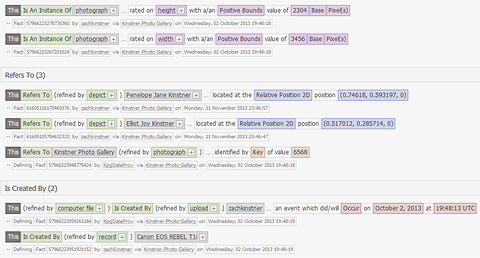 This Is An Instance Of photograph + ... rated on height + with a/an Positive Bounds value of 2304 Base Pixel(s)
-- Fact 57966223278735360 by zachkinstner via Kinstner Photo Gallery on Wednesday, 02 October 2013 19:48:18
This Is An Instance Of photograph + ... rated on width + with a/an Positive Bounds value of 3456 Base Pixel(s)
-- Fact by zachkinstner via Kinstner Photo Gallery on Wednesday, 02 October 2013 19:48:18
Refers To (3)
This Refers To (refined by depict + ) Penelope Jane Kinstner + ... located at the Relative Position 2D position (0.74618, 0.593197, 0)
-- Fact by zachkinstner via Kinstner Photo Gallery on Monday, 11 November 2013 23:46:57
This Refers To (refined by depict + ) Elliot Joy Kinstner + ... located at the Relative Position 2D position (0.517012, 0.285714, 0)
-- Fact by zachkinstner via Kinstner Photo Gallery on Monday, 11 November 2013 23:46:47
This Refers To Kinstner Photo Gallery (refined by photograph + ) ... identified by Key of value 6568
-- Defining Fact by KpgDataProv via Kinstner Photo Gallery on Wednesday, 02 October 2013 19:48:19
Is Created By (2)
This (refined by computer file + ) Is Created By (refined by upload + ) zachkinstner ... an event which did/will Occur on October 2, 2013 at 19:48:13 UTC
-- Defining Fact by KpgDataProv via Kinstner Photo Gallery on Wednesday, 02 October 2013 19:48:19
This Is Created By (refined by record + ) Canon EOS REBEL T1i +
-- Defining Fact by zachkinstner via Kinstner Photo Gallery on Wednesday, 02 October 2013 19:48:19